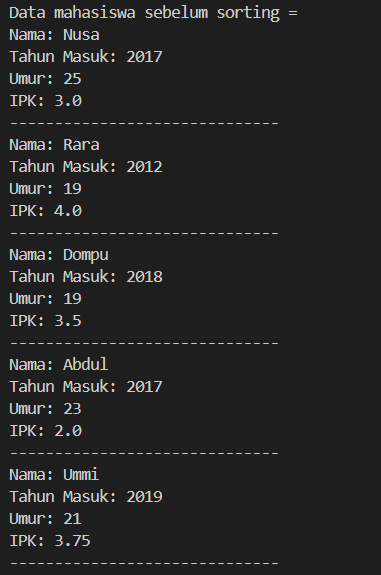 Data mahasiswa sebelum sorting =
Nama: Nusa
Tahun Masuk: 2017
Umur: 25
IPK: 3.0
------------------------------
Nama: Rara
Tahun Masuk: 2012
Umur: 19
IPK: 4.0
------------------------------
Nama: Dompu
Tahun Masuk: 2018
Umur: 19
IPK: 3.5
------------------------------
Nama: Abdul
Tahun Masuk: 2017
Umur: 23
IPK: 2.0
------------------------------
Nama: Ummi
Tahun Masuk: 2019
Umur: 21
IPK: 3.75
------------------------------